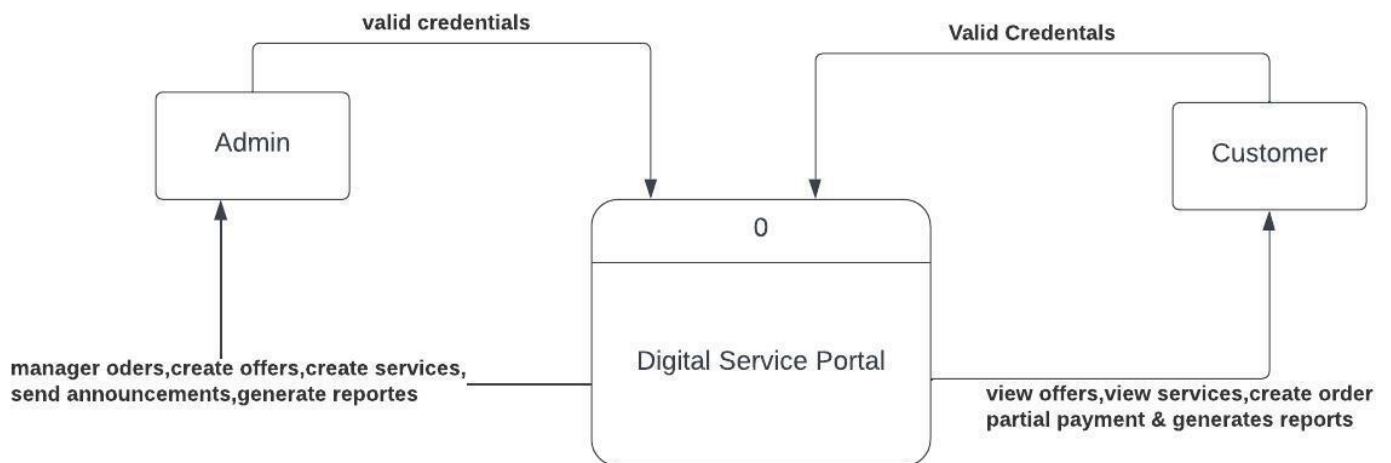 valid credentials
Valid Credentals
Admin
Customer
0
Digital Service Portal
manager oders,create offers,create services,
send announcements,generate reportes
view offers,view services,create order
partial payment & generates reports